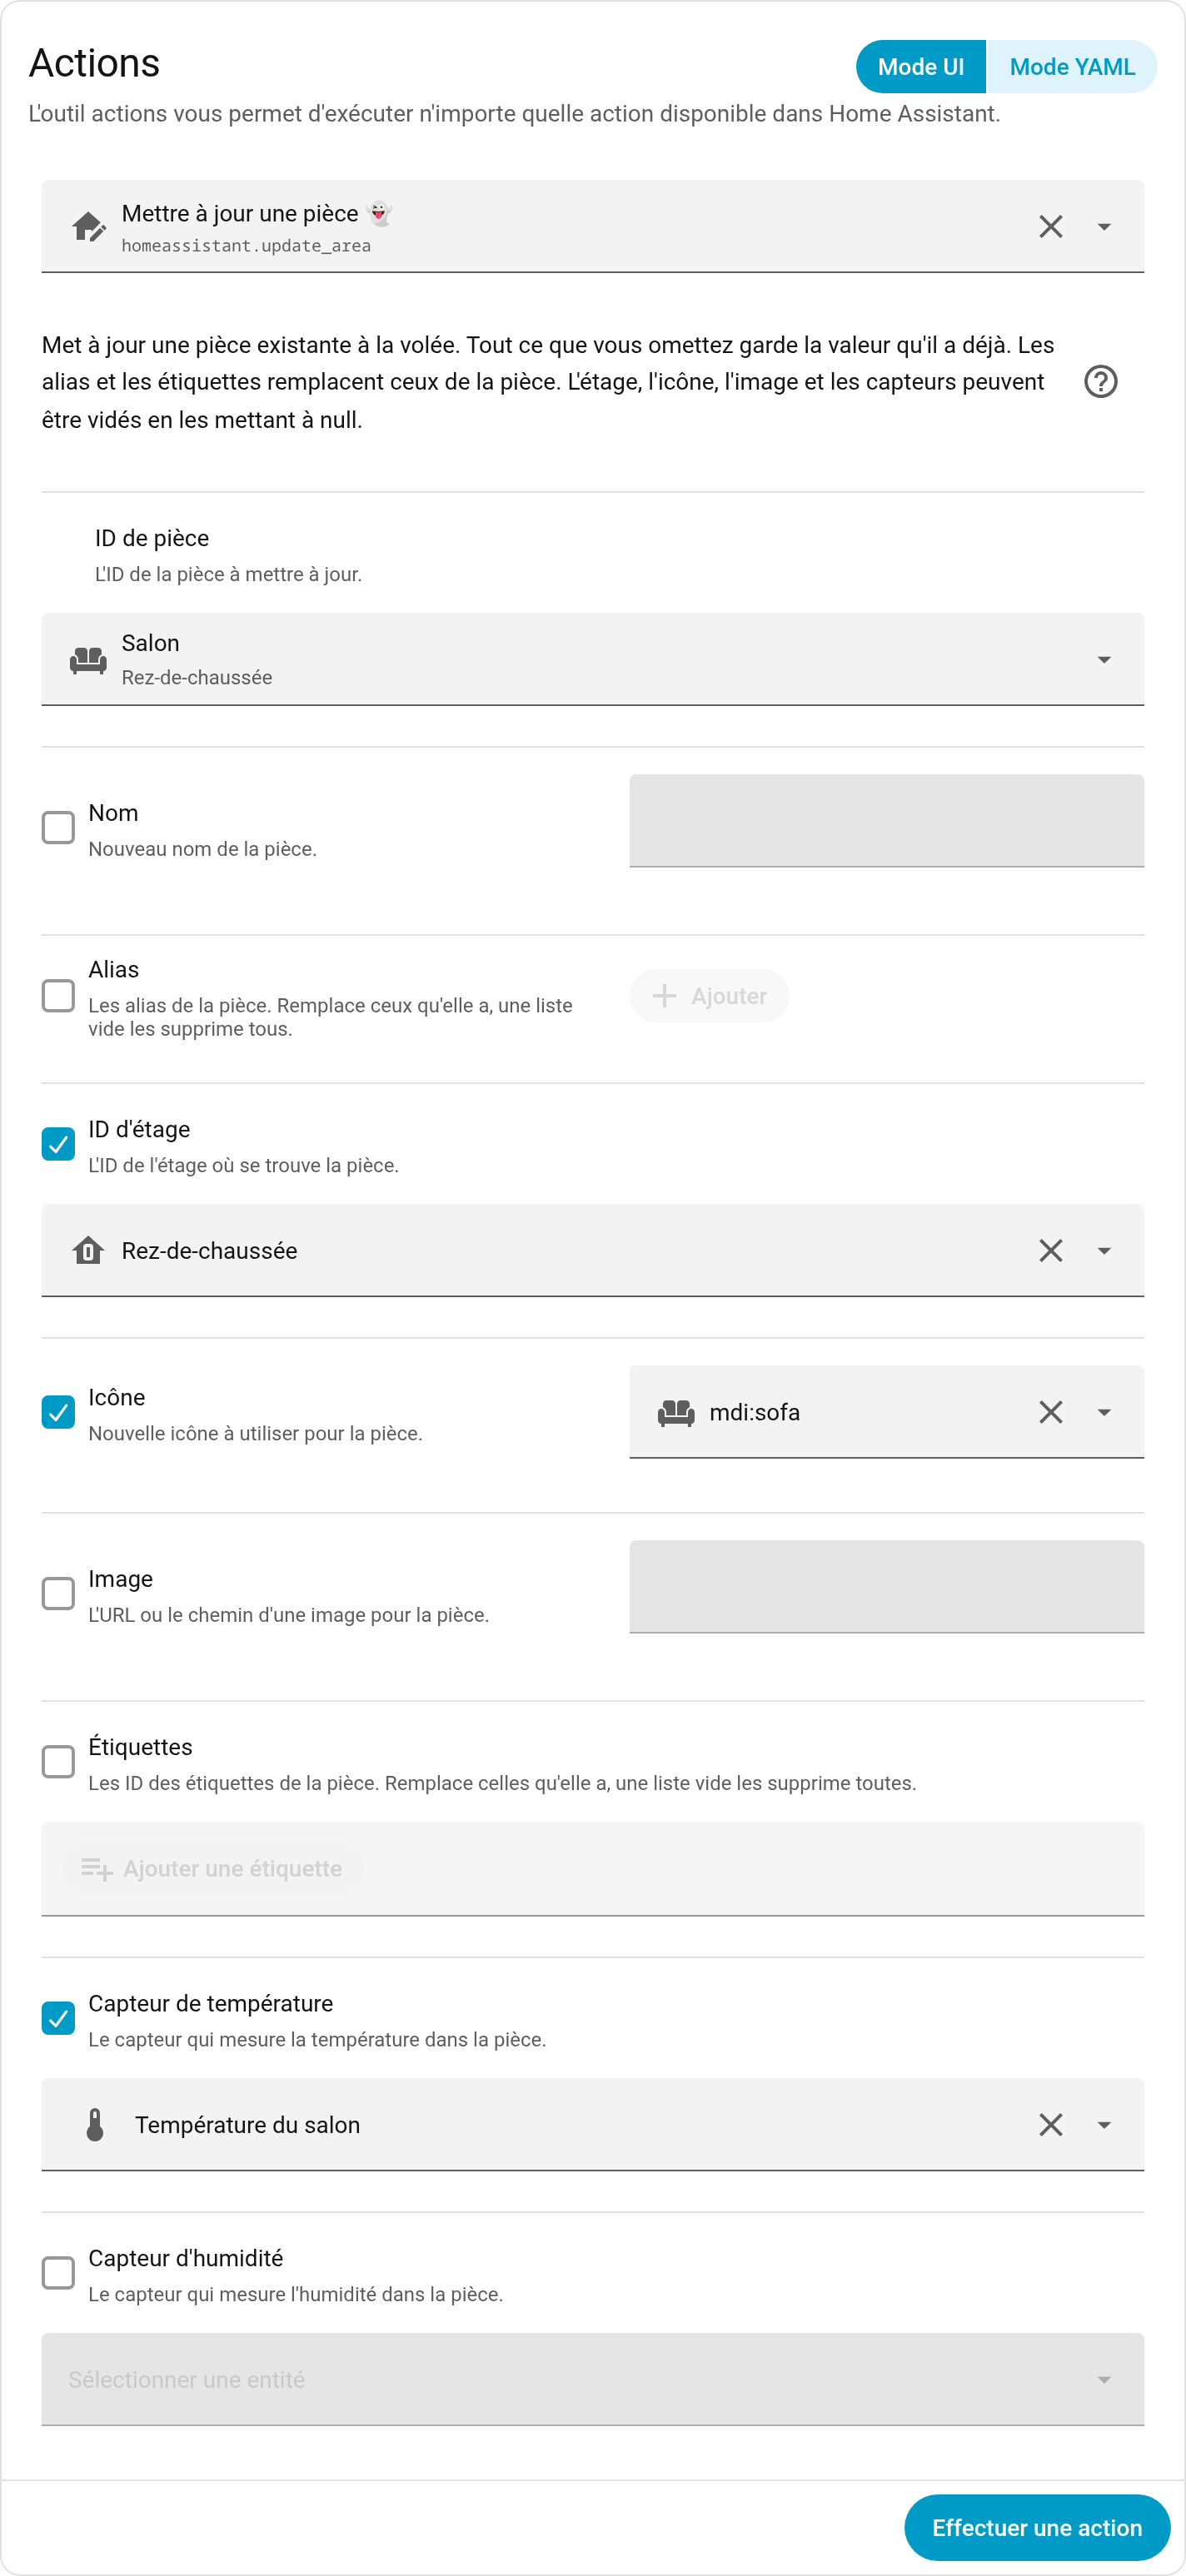 Actions
Mode UI
Mode YAML
L'outil actions vous permet d'exécuter n'importe quelle action disponible dans Home Assistant.
Mettre à jour une pièce 👻
homeassistant.update_area
Met à jour une pièce existante à la volée. Tout ce que vous omettez garde la valeur qu'il a déjà. Les
alias et les étiquettes remplacent ceux de la pièce. L'étage, l'icône, l'image et les capteurs peuvent
être vidés en les mettant à null.
ID de pièce
L'ID de la pièce à mettre à jour.
Salon
Rez-de-chaussée
Nom
Nouveau nom de la pièce.
Alias
Les alias de la pièce. Remplace ceux qu'elle a, une liste
vide les supprime tous.
Ajouter
ID d'étage
L'ID de l'étage où se trouve la pièce.
Rez-de-chaussée
Icône
Nouvelle icône à utiliser pour la pièce.
mdi:sofa
Image
L'URL ou le chemin d'une image pour la pièce.
Étiquettes
Les ID des étiquettes de la pièce. Remplace celles qu'elle a, une liste vide les supprime toutes.
Ajouter une étiquette
Capteur de température
Le capteur qui mesure la température dans la pièce.
Température du salon
Capteur d'humidité
Le capteur qui mesure l'humidité dans la pièce.
Sélectionner une entité
Effectuer une action